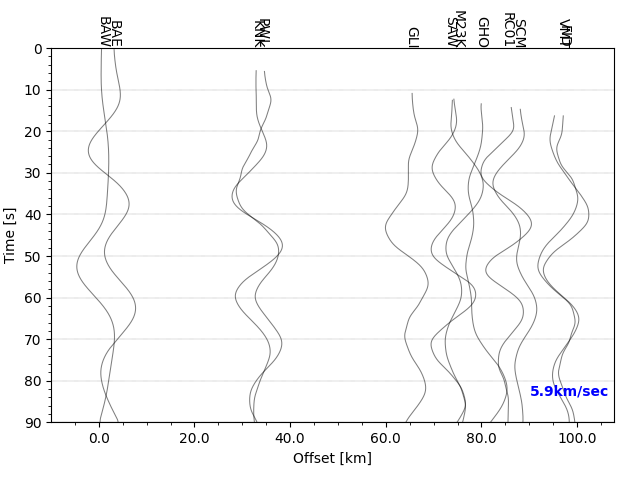 BAW
BAE
KNK
PWL
GLI
SAW
M23K
GHO
RC01
SCM
0
10
20
30
40
50
60
70
80
90
Time [s]
5.9km/sec
0.0
20.0
40.0
60.0
80.0
100.0
Offset [km]